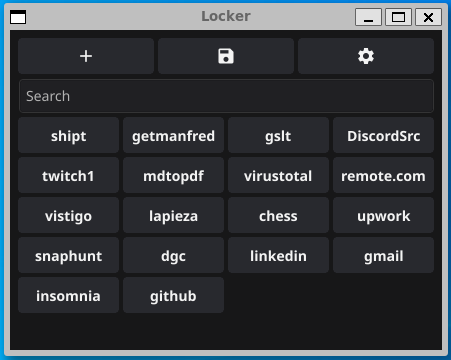 Locker
Search
shipt getmanfred gslt DiscordSrc
twitch1 mdtopdf virustotal remote.com
vistigo lapieza chess upwork
snaphunt dgc linkedin gmail
insomnia github